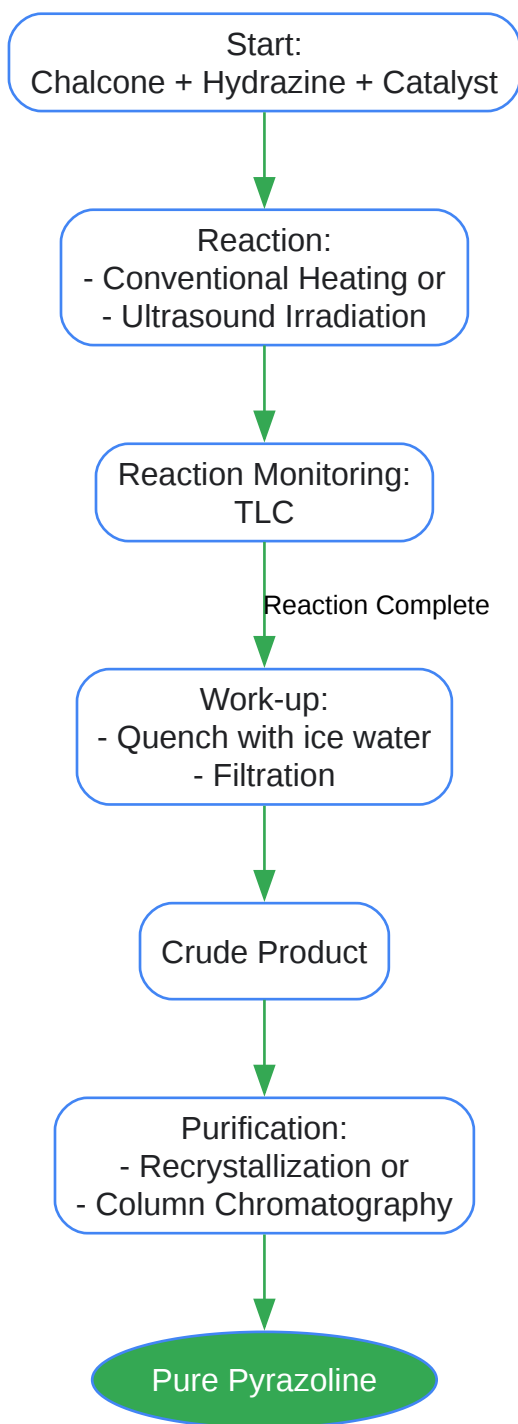 Start:
Chalcone + Hydrazine + Catalyst
Reaction:
- Conventional Heating or
- Ultrasound Irradiation
Reaction Monitoring:
TLC
Reaction Complete
Work-up:
- Quench with ice water
- Filtration
Crude Product
Purification:
- Recrystallization or
- Column Chromatography
Pure Pyrazoline